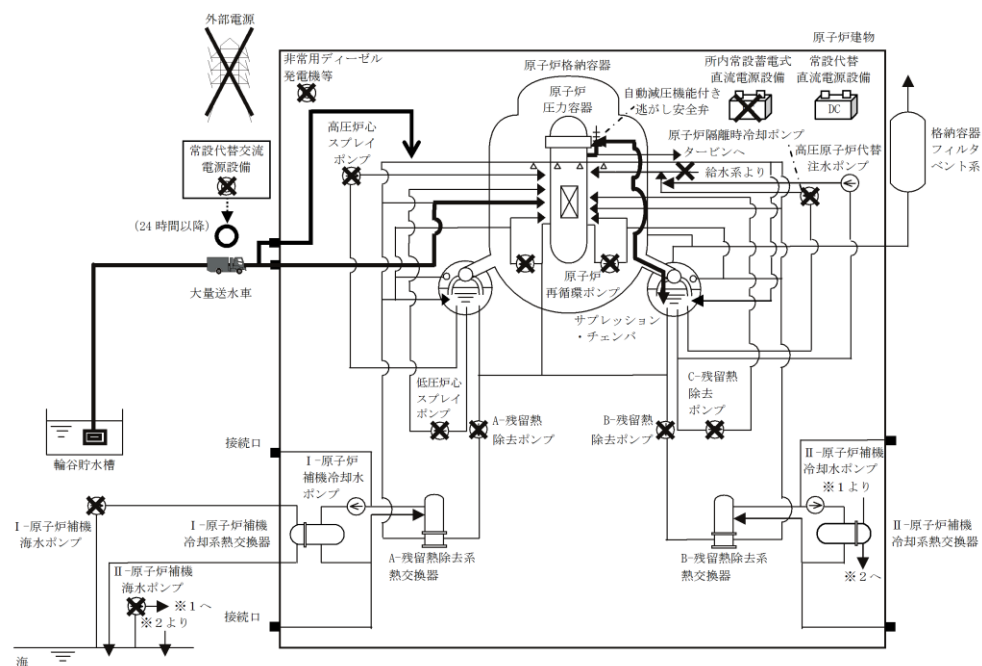 外部電源
原子炉建物
非常用ディーゼル
発電機等
原子炉格納容器
原子炉
圧力容器
所内常設蓄電式
直流電源設備
常設代替
直流電源設備
DC
自動減圧機能付き
逃がし安全弁
高圧炉心
スプレイ
ポンプ
原子炉隔離時冷却ポンプ
タービンへ
給水系より
高圧原子炉代替
注水ポンプ
格納容器
フィルタ
ベント系
常設代替交流
電源設備
(24時間以降)
大量送水車
原子炉
再循環ポンプ
サプレッション
・チェンバ
低圧炉心
スプレイ
ポンプ
A-残留熱
除去ポンプ
B-残留熱
除去ポンプ
C-残留熱
除去
ポンプ
輪谷貯水槽
接続口
接続口
Ⅰ-原子炉
補機冷却水
ポンプ
Ⅱ-原子炉補機
冷却水ポンプ
※1より
Ⅰ-原子炉補機
海水ポンプ
Ⅰ-原子炉補機
冷却系熱交換器
A-残留熱除去系
熱交換器
B-残留熱除去系
熱交換器
Ⅱ-原子炉補機
冷却系熱交換器
※2へ
Ⅱ-原子炉補機
海水ポンプ
※1へ
※2より
海